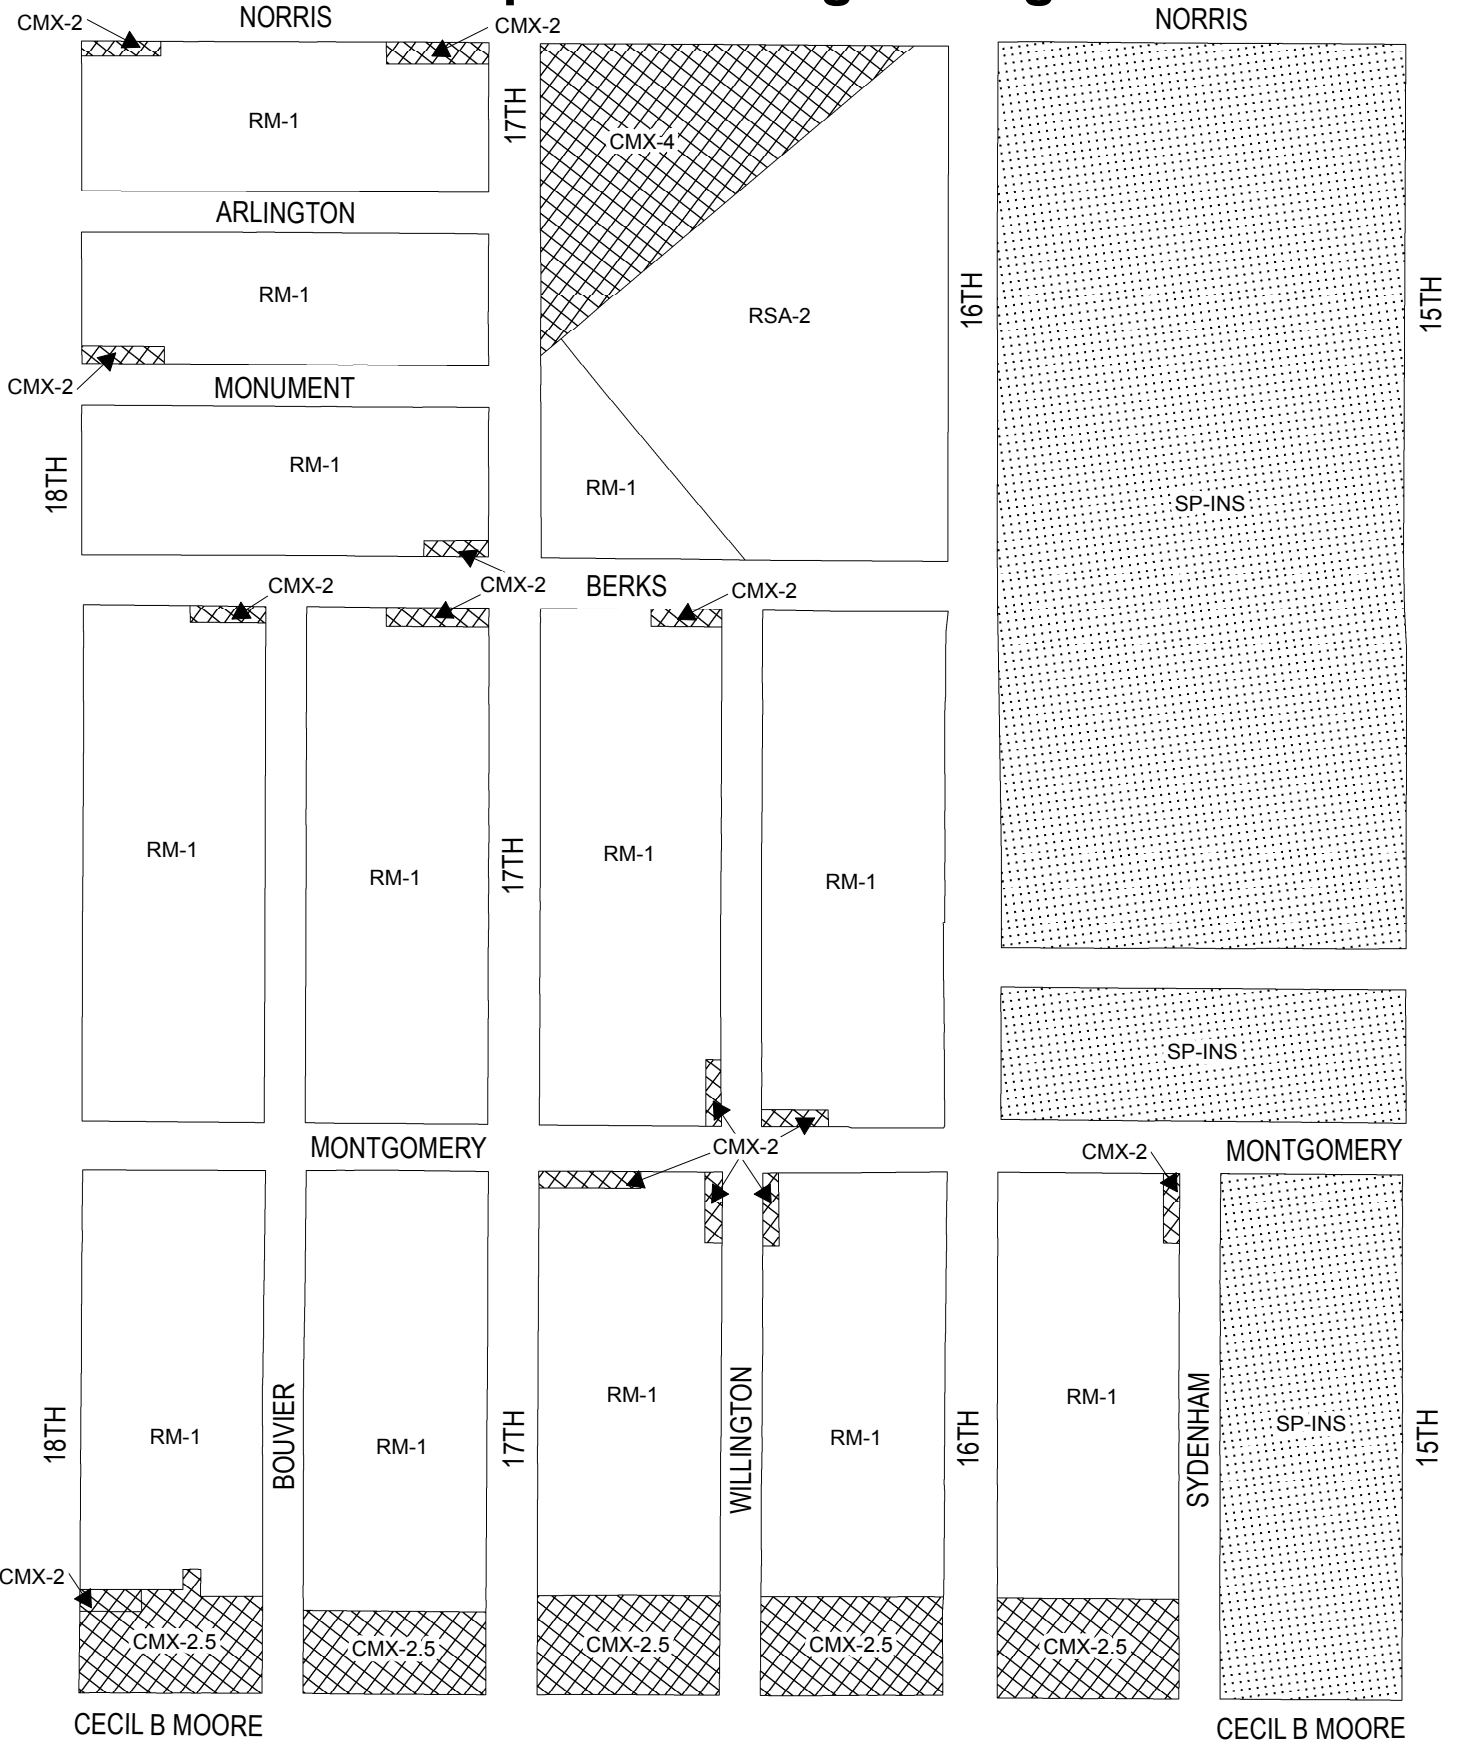 NORRIS
NORRIS
CMX-2
CMX-2
17TH
RM-1
CMX-4
ARLINGTON
RM-1
16TH
15TH
RSA-2
CMX-2
MONUMENT
18TH
RM-1
RM-1
SP-INS
CMX-2
CMX-2
BERKS
CMX-2
RM-1
RM-1
17TH
RM-1
RM-1
SP-INS
MONTGOMERY
CMX-2
CMX-2
MONTGOMERY
18TH
RM-1
BOUVIER
RM-1
17TH
RM-1
WILLINGTON
RM-1
16TH
RM-1
SYDENHAM
SP-INS
15TH
CMX-2
CMX-2.5
CMX-2.5
CMX-2.5
CMX-2.5
CMX-2.5
CECIL B MOORE
CECIL B MOORE